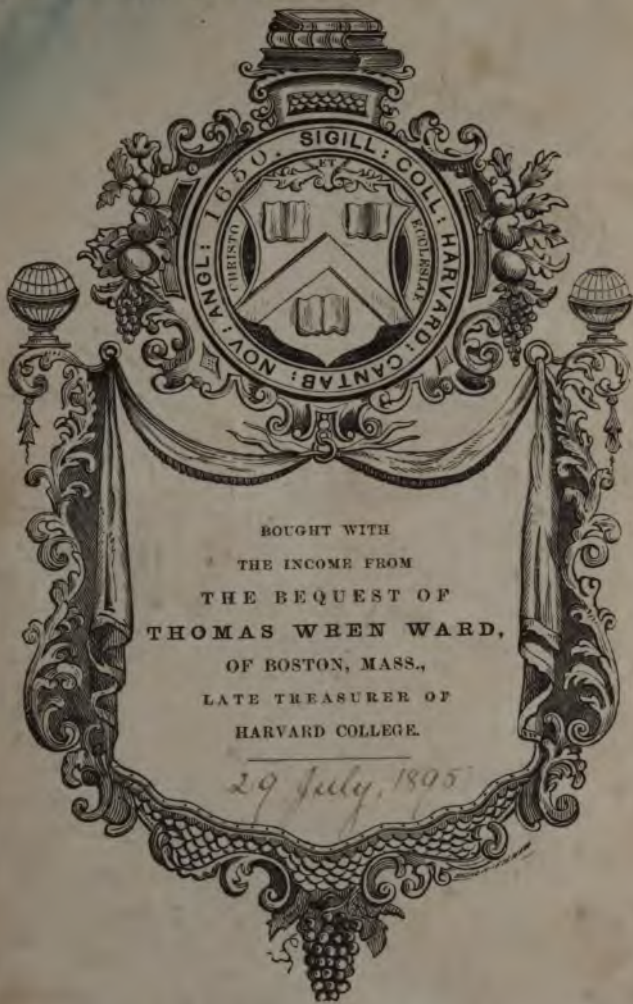 SIGILL: COLL: HARVARD: CANTAB: NOV: ANGL: 1650.
ET
CHRISTO
ECCLESIAE
BOUGHT WITH
THE INCOME FROM
THE BEQUEST OF
THOMAS WREN WARD,
OF BOSTON, MASS.,
LATE TREASURER OF
HARVARD COLLEGE.
29 July, 1895